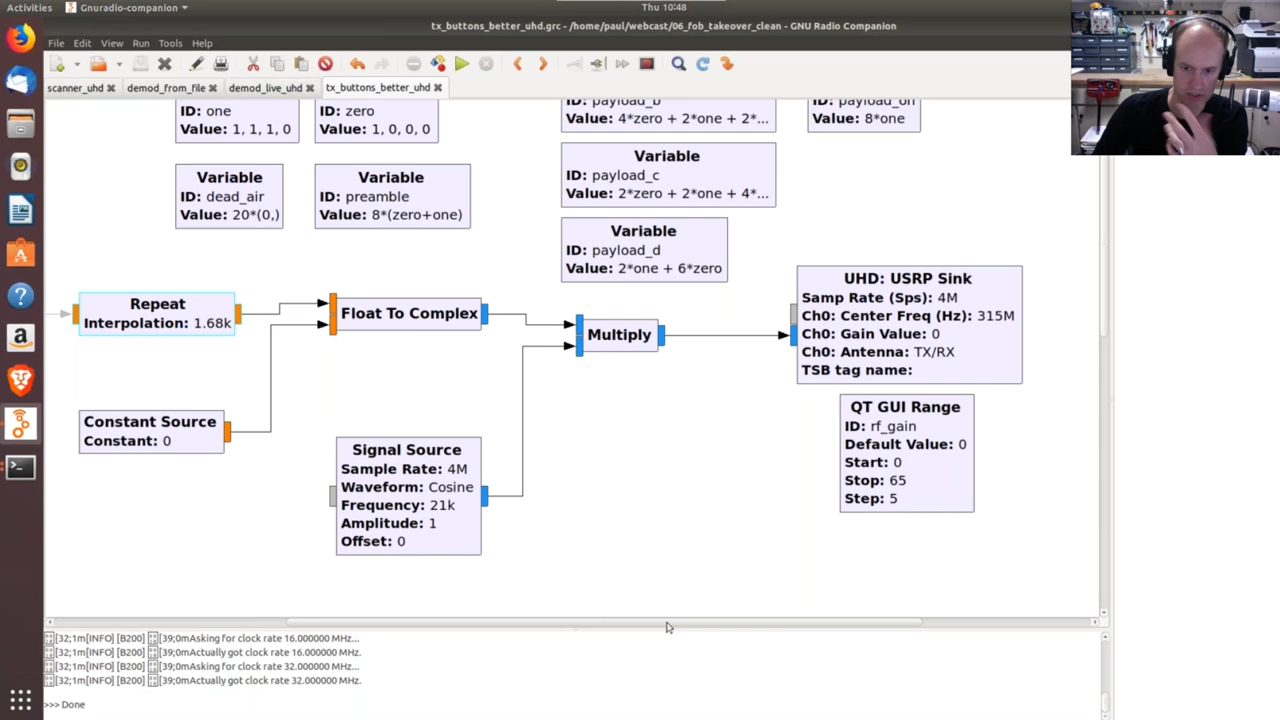 Activities
Gnuradio-companion
Thu 10:48
tx_buttons_better_uhd.grc - /home/paul/webcast/06_fob_takeover_clean - GNU Radio Companion
File Edit View Run Tools Help
scanner_uhd
demod_from_file
demod_live_uhd
tx_buttons_better_uhd
ID: one
Value: 1, 1, 1, 0
ID: zero
Value: 1, 0, 0, 0
ID: payload_b
Value: 4*zero + 2*one + 2*...
ID: payload_on
Value: 8*one
Variable
ID: dead_air
Value: 20*(0,)
Variable
ID: preamble
Value: 8*(zero+one)
Variable
ID: payload_c
Value: 2*zero + 2*one + 4*...
Variable
ID: payload_d
Value: 2*one + 6*zero
Repeat
Interpolation: 1.68k
Float To Complex
Multiply
UHD: USRP Sink
Samp Rate (Sps): 4M
Ch0: Center Freq (Hz): 315M
Ch0: Gain Value: 0
Ch0: Antenna: TX/RX
TSB tag name:
Constant Source
Constant: 0
Signal Source
Sample Rate: 4M
Waveform: Cosine
Frequency: 21k
Amplitude: 1
Offset: 0
QT GUI Range
ID: rf_gain
Default Value: 0
Start: 0
Stop: 65
Step: 5
[32;1m[INFO] [B200] [39;0mAsking for clock rate 16.000000 MHz...
[32;1m[INFO] [B200] [39;0mActually got clock rate 16.000000 MHz.
[32;1m[INFO] [B200] [39;0mAsking for clock rate 32.000000 MHz...
[32;1m[INFO] [B200] [39;0mActually got clock rate 32.000000 MHz.
>>> Done